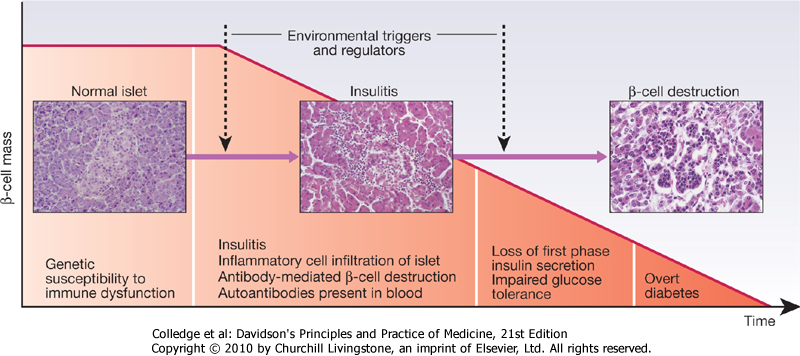 Environmental triggers
and regulators
Normal islet
Insulitis
β-cell destruction
β-cell mass
Genetic
susceptibility to
immune dysfunction
Insulitis
Inflammatory cell infiltration of islet
Antibody-mediated β-cell destruction
Autoantibodies present in blood
Loss of first phase
insulin secretion
Impaired glucose
tolerance
Overt
diabetes
Time
Colledge et al: Davidson's Principles and Practice of Medicine, 21st Edition
Copyright © 2010 by Churchill Livingstone, an imprint of Elsevier, Ltd. All rights reserved.